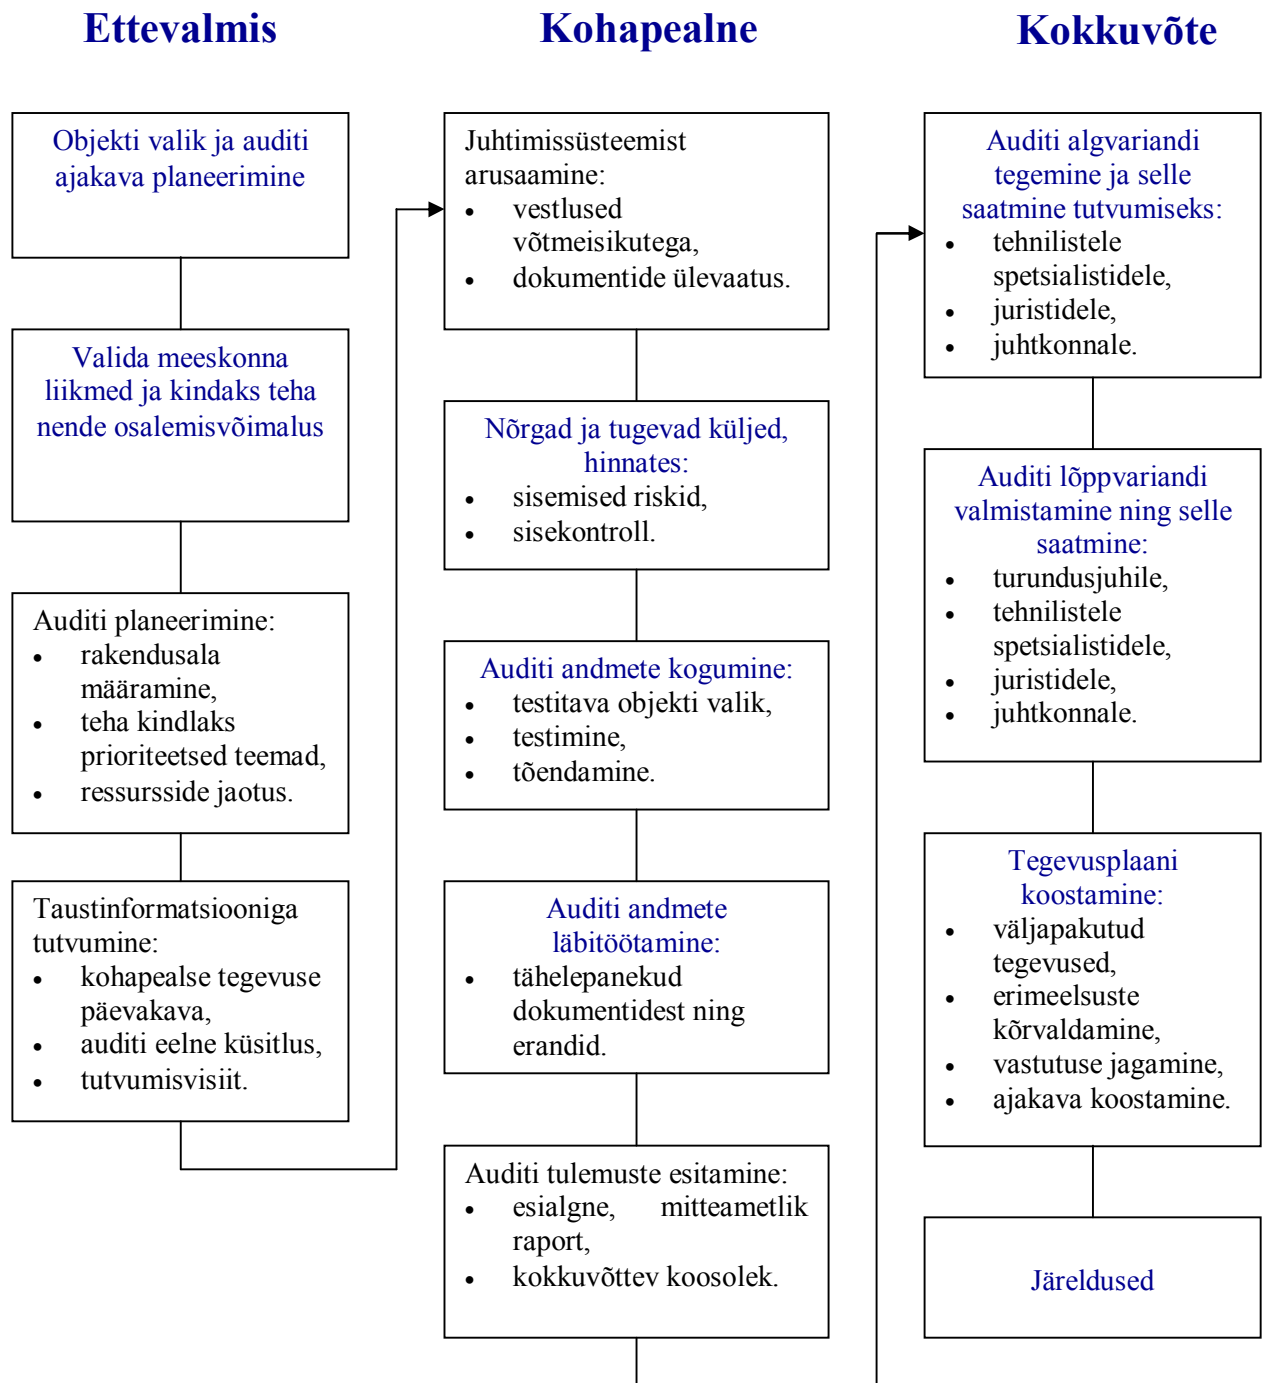 Ettevalmis
Objekti valik ja auditi
ajakava planeerimine
Valida meeskonna
liikmed ja kindaks teha
nende osalemisvõimalus
Auditi planeerimine:
• rakendusala
määramine,
• teha kindlaks
prioriteetsed teemad,
• ressursside jaotus.
Taustinformatsiooniga
tutvumine:
• kohapealse tegevuse
päevakava,
• auditi eelne küsitlus,
• tutvumisvisiit.
Kohapealne
Juhtimissüsteemist
arusaamine:
• vestlused
võtmeisikutega,
• dokumentide ülevaatus.
Nõrgad ja tugevad küljed,
hinnates:
• sisemised riskid,
• sisekontroll.
Auditi andmete kogumine:
• testitava objekti valik,
• testimine,
• tõendamine.
Auditi andmete
läbitöötamine:
• tähelepanekud
dokumentidest ning
erandid.
Auditi tulemuste esitamine:
• esialgne, mitteametlik
raport,
• kokkuvõttev koosolek.
Kokkuvõte
Auditi algvariandi
tegemine ja selle
saatmine tutvumiseks:
• tehnilistele
spetsialistidele,
• juristidele,
• juhtkonnale.
Auditi lõppvariandi
valmistamine ning selle
saatmine:
• turundusjuhile,
• tehnilistele
spetsialistidele,
• juristidele,
• juhtkonnale.
Tegevusplaani
koostamine:
• väljapakutud
tegevused,
• erimeelsuste
kõrvaldamine,
• vastutuse jagamine,
• ajakava koostamine.
Järeldused